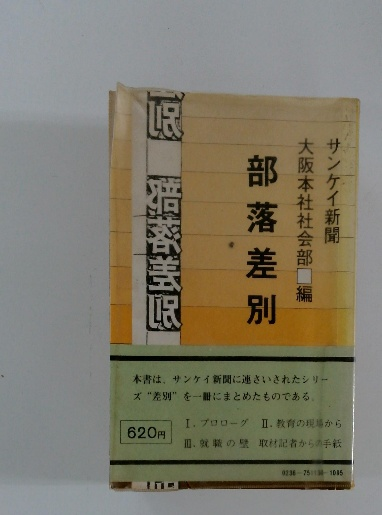 サンケイ新聞
大阪本社社会部□編
部落差別
部落差別
本書は、サンケイ新聞に連さいされたシリー
ズ“差別”を一冊にまとめたものである。
620円
Ⅰ．プロローグ Ⅱ．教育の現場から
Ⅲ．就職の壁 取材記者からの手紙